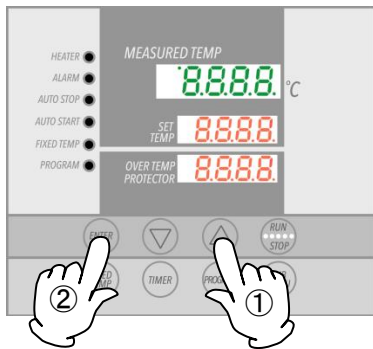 HEATER
MEASURED TEMP
ALARM
8.8.8.8.
°C
AUTO STOP
AUTO START
SET
TEMP
8.8.8.8.
FIXED TEMP
PROGRAM
OVER TEMP
PROTECTOR
8.8.8.8.
ENTER
RUN
STOP
TIMER
②
①